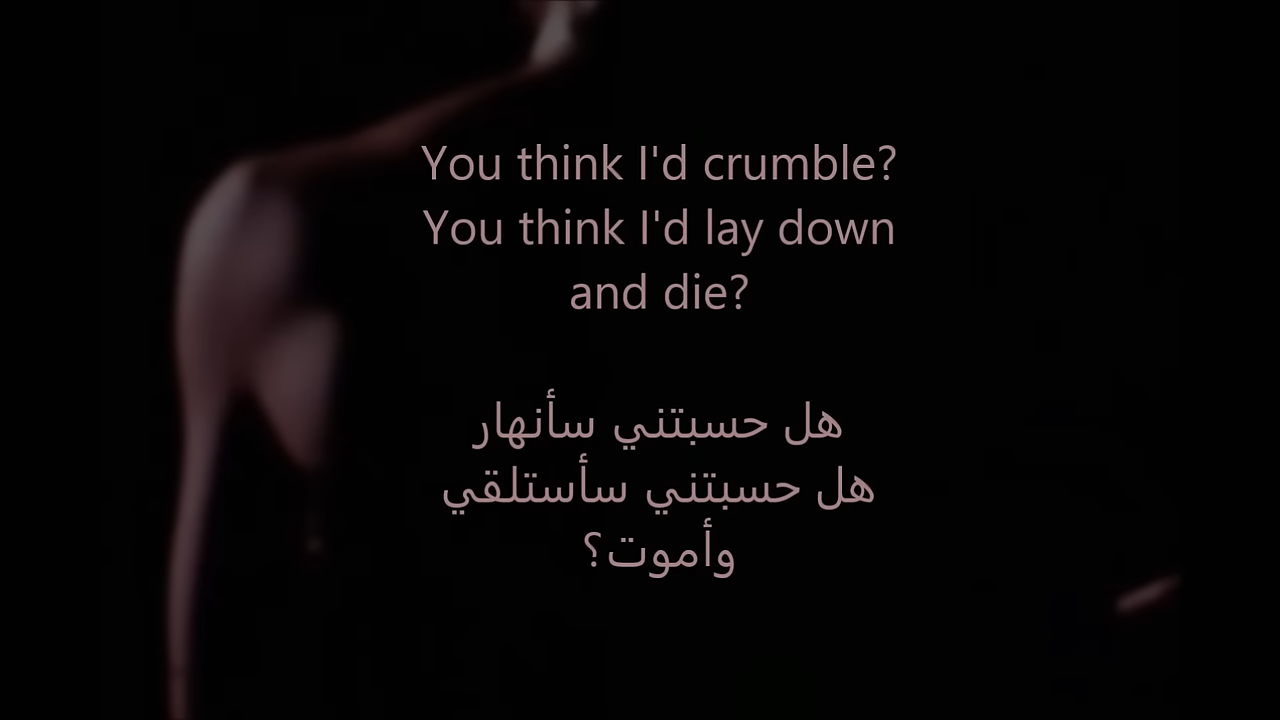 You think I'd crumble?
You think I'd lay down
and die?
هل حسبتني سأنهار
هل حسبتني سأستلقي
وأموت؟